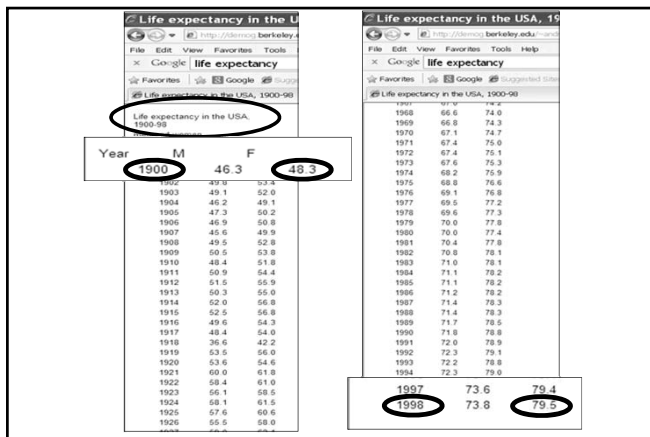 Life expectancy in the U
http://demog.berkeley.e
File Edit View Favorites Tools
× Google life expectancy
Favorites Google
Life expectancy in the USA, 1900-98
Life expectancy in the USA,
1900-98
Year M F
1900 46.3 48.3
1902 49.8 53.4
1903 49.1 52.0
1904 46.2 49.1
1905 47.3 50.2
1906 46.9 50.8
1907 45.6 49.9
1908 49.5 52.8
1909 50.5 53.8
1910 48.4 51.8
1911 50.9 54.4
1912 51.5 55.9
1913 50.3 55.0
1914 52.0 56.8
1915 52.5 56.8
1916 49.6 54.3
1917 48.4 54.0
1918 36.6 42.2
1919 53.5 56.0
1920 53.6 54.6
1921 60.0 61.8
1922 58.4 61.0
1923 56.1 58.5
1924 58.1 61.5
1925 57.6 60.6
1926 55.5 58.0
Life expectancy in the USA, 19
http://demog.berkeley.edu/~and
File Edit View Favorites Tools Help
× Google life expectancy
Favorites Google Suggested Sites
Life expectancy in the USA, 1900-98
1967 67.0 74.2
1968 66.6 74.0
1969 66.8 74.3
1970 67.1 74.7
1971 67.4 75.0
1972 67.4 75.1
1973 67.6 75.3
1974 68.2 75.9
1975 68.8 76.6
1976 69.1 76.8
1977 69.5 77.2
1978 69.6 77.3
1979 70.0 77.8
1980 70.0 77.4
1981 70.4 77.8
1982 70.8 78.1
1983 71.0 78.1
1984 71.1 78.2
1985 71.1 78.2
1986 71.2 78.2
1987 71.4 78.3
1988 71.4 78.3
1989 71.7 78.5
1990 71.8 78.8
1991 72.0 78.9
1992 72.3 79.1
1993 72.2 78.8
1994 72.3 79.0
1997 73.6 79.4
1998 73.8 79.5